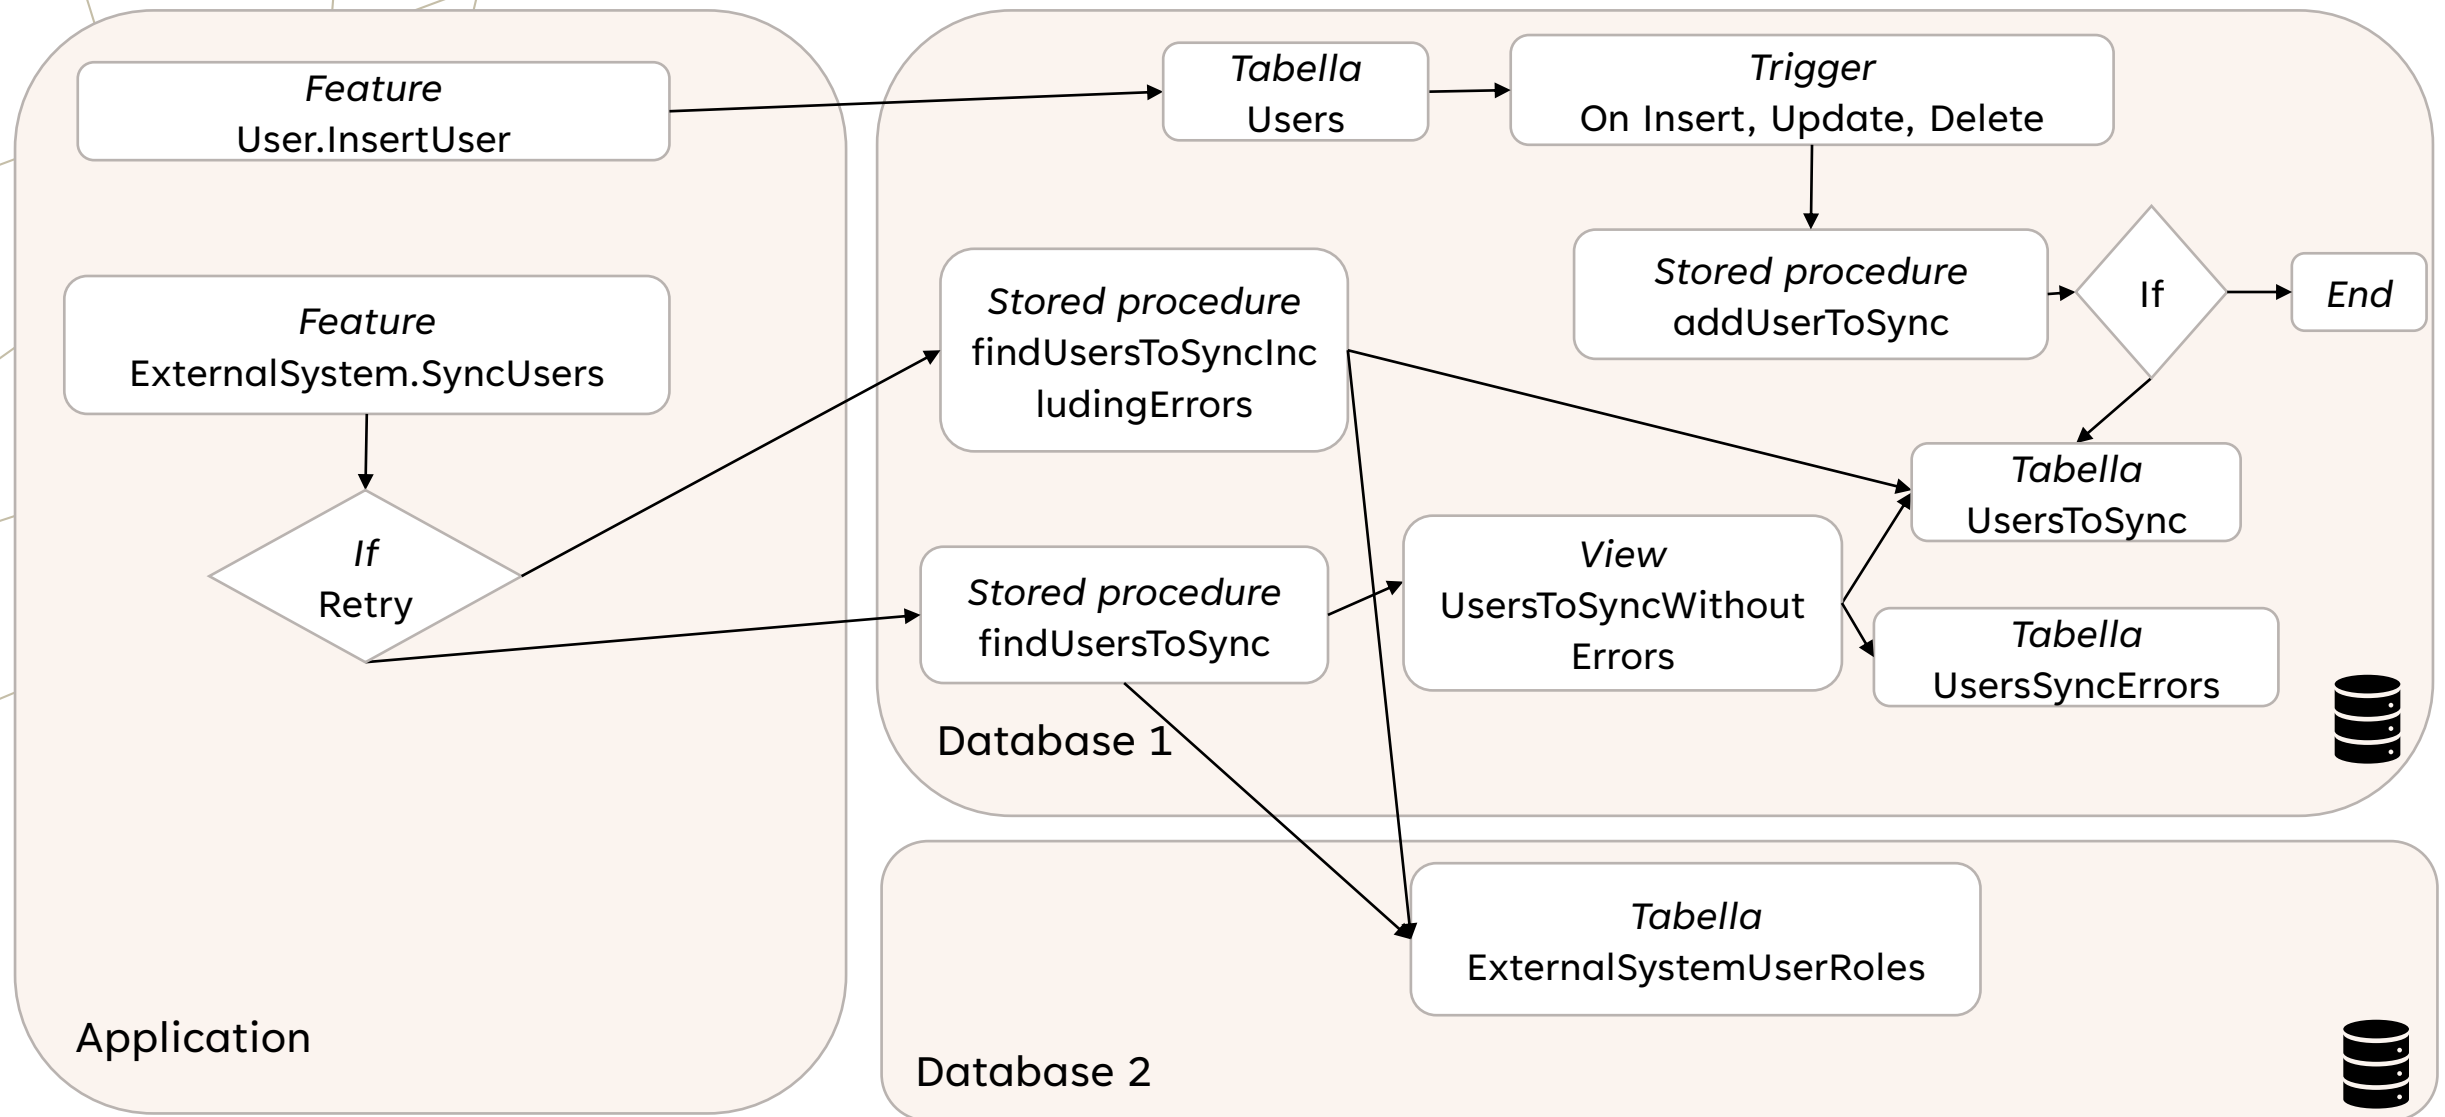 Feature
User.InsertUser
Feature
ExternalSystem.SyncUsers
If
Retry
Application
Tabella
Users
Trigger
On Insert, Update, Delete
Stored procedure
addUserToSync
If
End
Stored procedure
findUsersToSyncInc
ludingErrors
Tabella
UsersToSync
Stored procedure
findUsersToSync
View
UsersToSyncWithout
Errors
Tabella
UsersSyncErrors
Database 1
Tabella
ExternalSystemUserRoles
Database 2